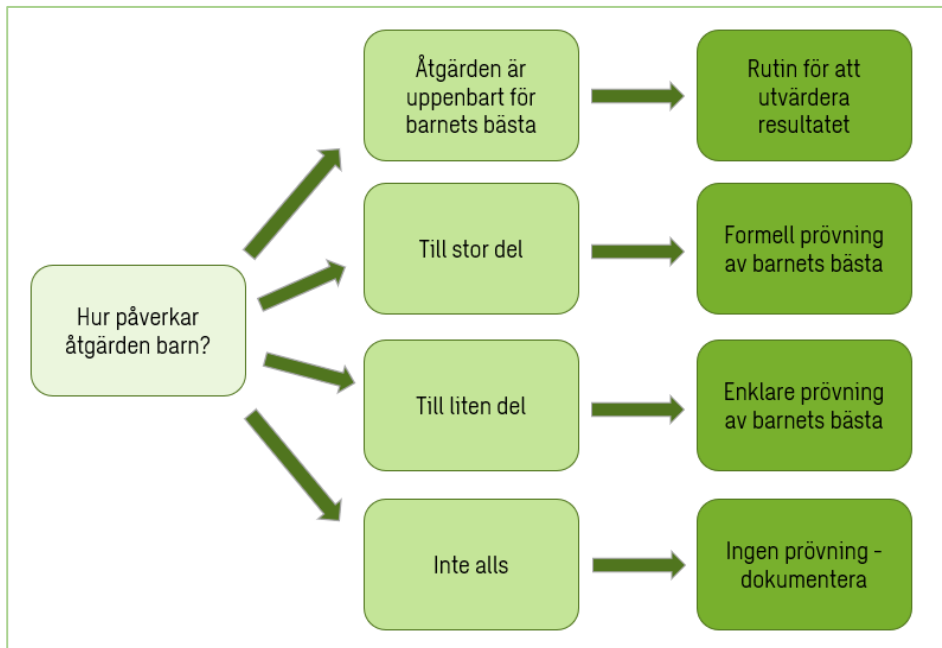 Hur påverkar
åtgärden barn?
Åtgärden är
uppenbart för
barnets bästa
Rutin för att
utvärdera
resultatet
Till stor del
Formell prövning
av barnets bästa
Till liten del
Enklare prövning
av barnets bästa
Inte alls
Ingen prövning -
dokumentera